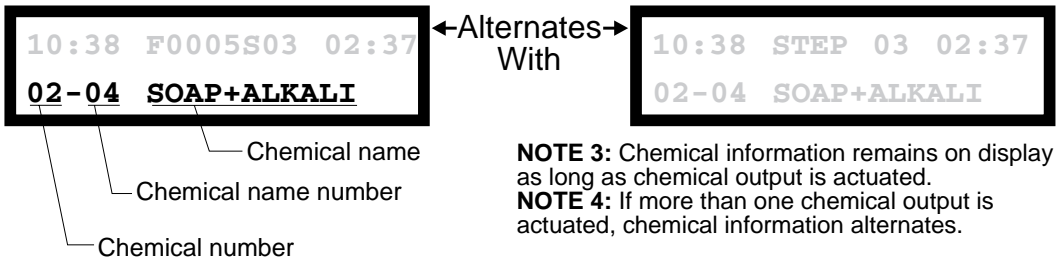 10:38 F0005S03 02:37
02-04 SOAP+ALKALI
Alternates
With
10:38 STEP 03 02:37
02-04 SOAP+ALKALI
Chemical name
Chemical name number
Chemical number
NOTE 3: Chemical information remains on display
as long as chemical output is actuated.
NOTE 4: If more than one chemical output is
actuated, chemical information alternates.